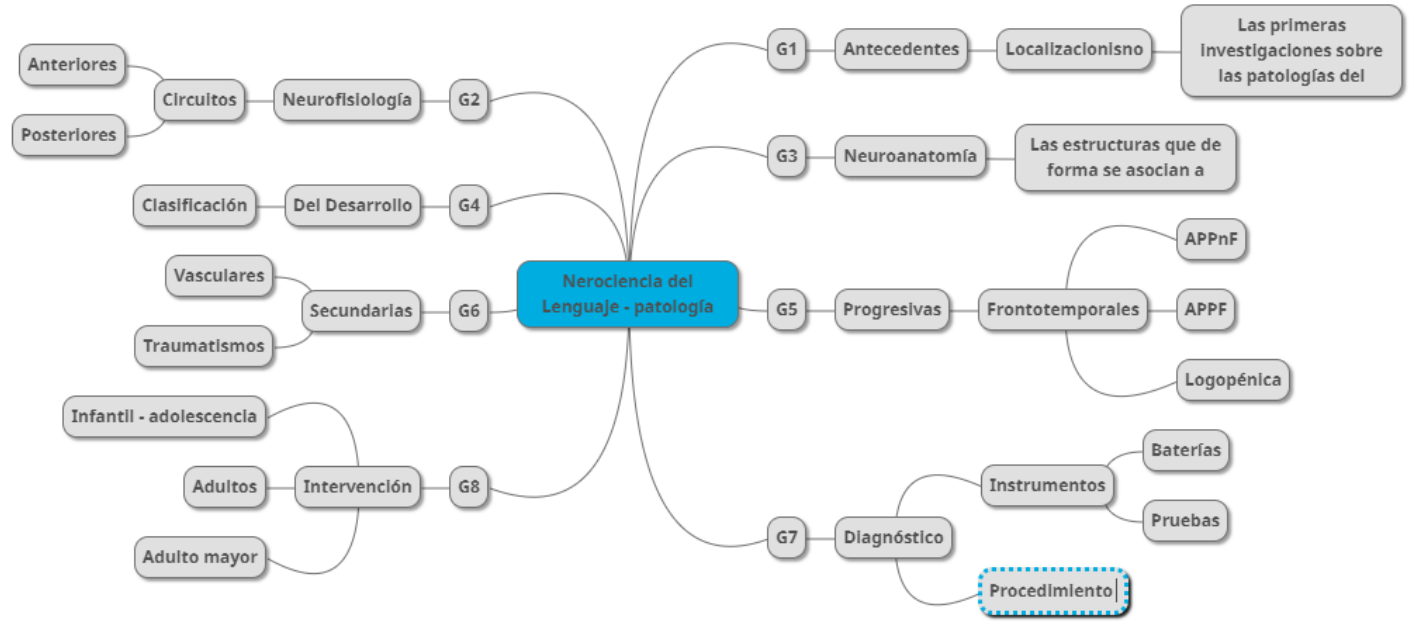 Nerociencia del
Lenguaje - patología
G1
Antecedentes
Localizacionisno
Las primeras
investigaciones sobre
las patologías del
G2
Neurofisiología
Circuitos
Anteriores
Posteriores
G3
Neuroanatomía
Las estructuras que de
forma se asocian a
G4
Del Desarrollo
Clasificación
G5
Progresivas
Frontotemporales
APPnF
APPF
Logopénica
G6
Secundarias
Vasculares
Traumatismos
G7
Diagnóstico
Instrumentos
Baterías
Pruebas
Procedimiento
G8
Intervención
Infantil - adolescencia
Adultos
Adulto mayor